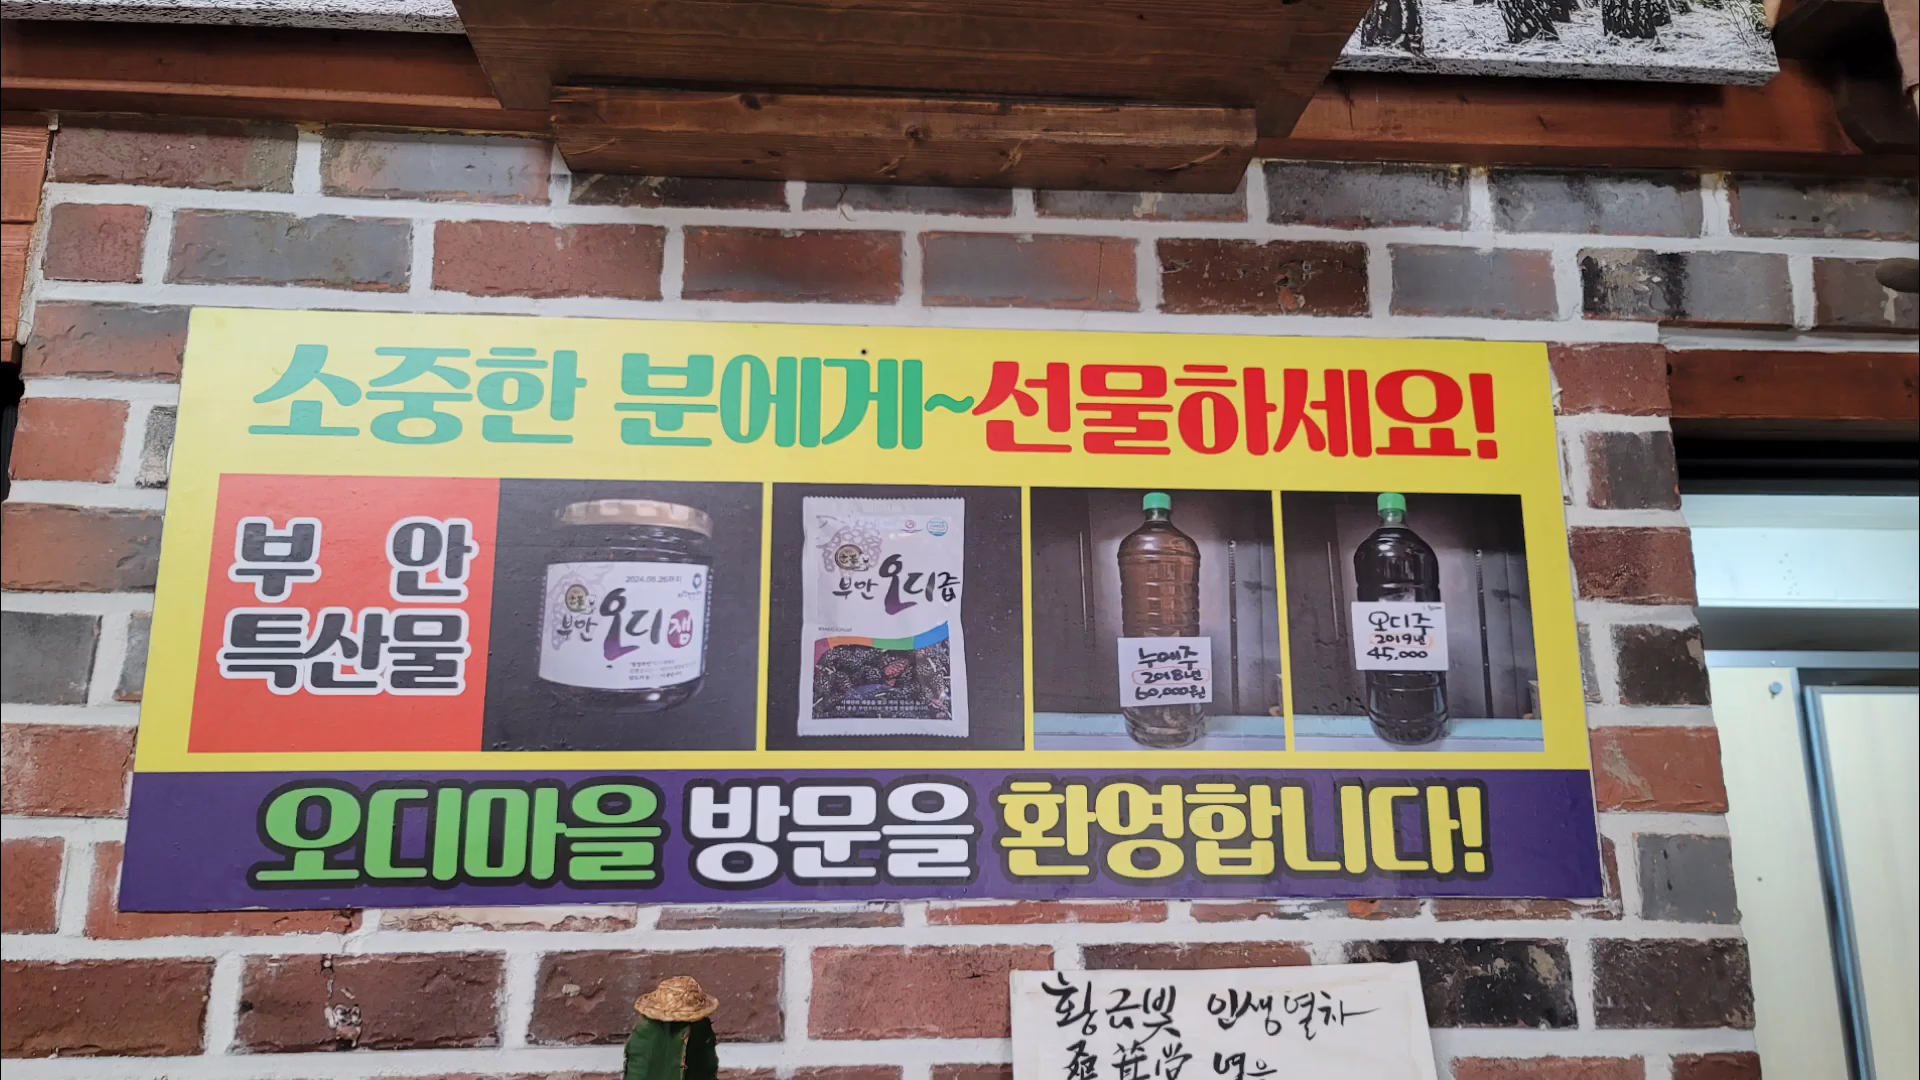 소중한 분에게~선물하세요!
부안
특산물
2024.08.26까지
부안 오디잼
부안 오디즙
누에주
2018년
60,000원
오디주
2019년
45,000
오디마을 방문을 환영합니다!
황금빛 인생열차